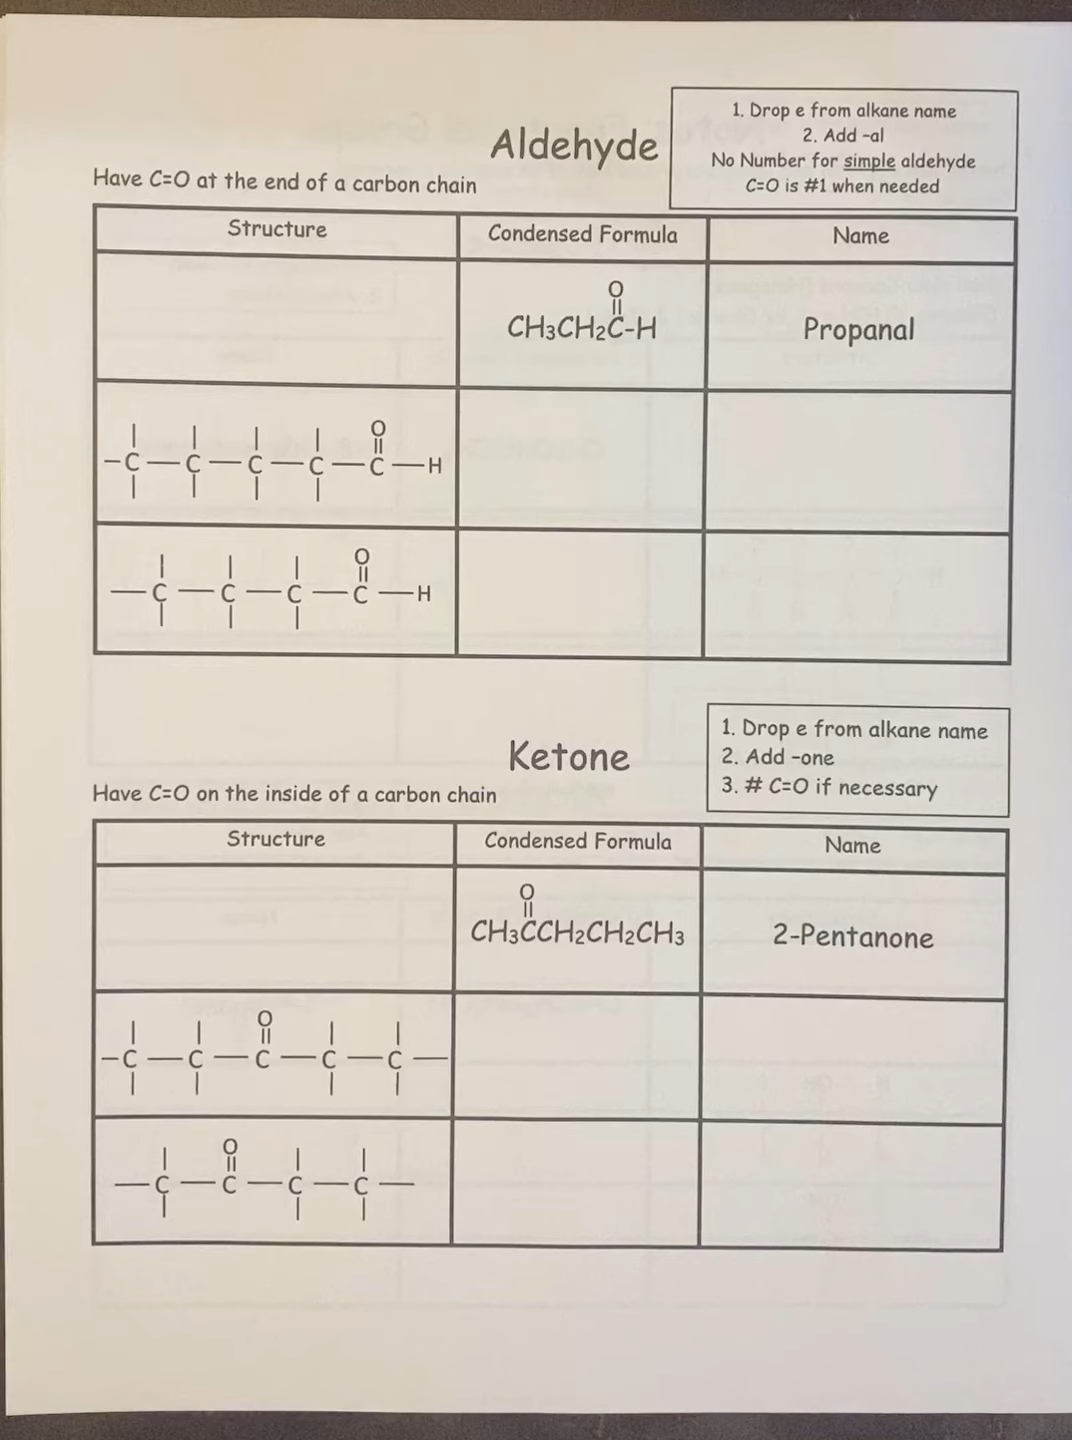 Aldehyde
1. Drop e from alkane name
2. Add -al
No Number for simple aldehyde
C=O is #1 when needed
Have C=O at the end of a carbon chain
Structure
Condensed Formula
Name
O
CH3CH2C-H
Propanal
O
-C—C—C—C—C—H
O
—C—C—C—C—H
Ketone
1. Drop e from alkane name
2. Add -one
3. # C=O if necessary
Have C=O on the inside of a carbon chain
Structure
Condensed Formula
Name
O
CH3CCH2CH2CH3
2-Pentanone
O
-C—C—C—C—C—
O
—C—C—C—C—